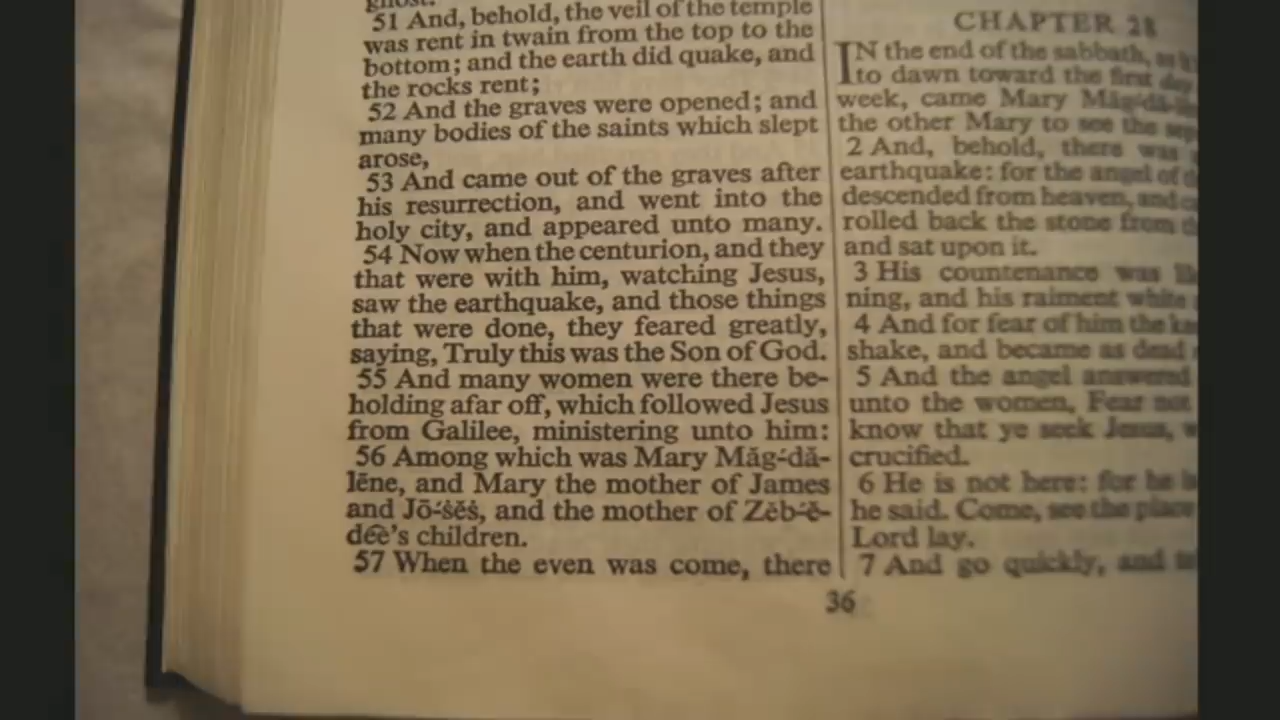 ghost.
51 And, behold, the veil of the temple
was rent in twain from the top to the
bottom; and the earth did quake, and
the rocks rent;
52 And the graves were opened; and
many bodies of the saints which slept
arose,
53 And came out of the graves after
his resurrection, and went into the
holy city, and appeared unto many.
54 Now when the centurion, and they
that were with him, watching Jesus,
saw the earthquake, and those things
that were done, they feared greatly,
saying, Truly this was the Son of God.
55 And many women were there be-
holding afar off, which followed Jesus
from Galilee, ministering unto him:
56 Among which was Mary Măg-́dă-
lēne, and Mary the mother of James
and Jō-́ṡĕṡ, and the mother of Zĕb-́ĕ-
dēe's children.
57 When the even was come, there
CHAPTER 28
IN the end of the sabbath, as it
to dawn toward the first day
week, came Mary
the other Mary to see the
2 And, behold, there was
earthquake: for the angel of
descended from heaven, and
rolled back the stone from
and sat upon it.
3 His countenance was
ning, and his raiment white
4 And for fear of him the
shake, and became as dead
5 And the angel answered
unto the women, Fear not
know that ye seek Jesus,
crucified.
6 He is not here: for he is
he said. Come, see the place
Lord lay.
7 And go quickly, and
36